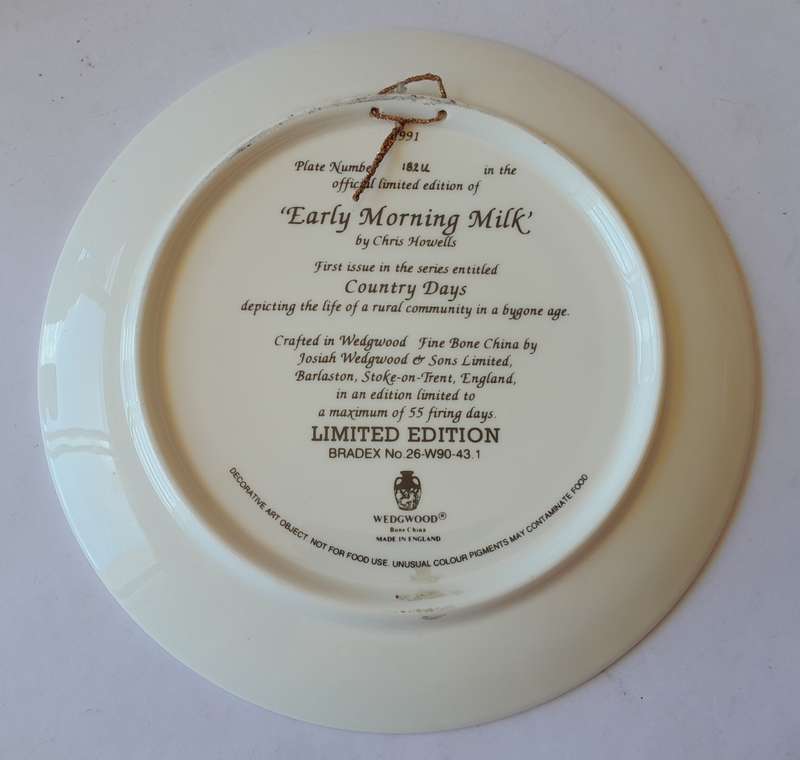 1991
Plate Number 182U in the
official limited edition of
‘Early Morning Milk’
by Chris Howells
First issue in the series entitled
Country Days
depicting the life of a rural community in a bygone age.
Crafted in Wedgwood Fine Bone China by
Josiah Wedgwood & Sons Limited,
Barlaston, Stoke-on-Trent, England,
in an edition limited to
a maximum of 55 firing days.
LIMITED EDITION
BRADEX No.26-W90-43.1
WEDGWOOD®
Bone China
MADE IN ENGLAND
DECORATIVE ART OBJECT NOT FOR FOOD USE. UNUSUAL COLOUR PIGMENTS MAY CONTAMINATE FOOD